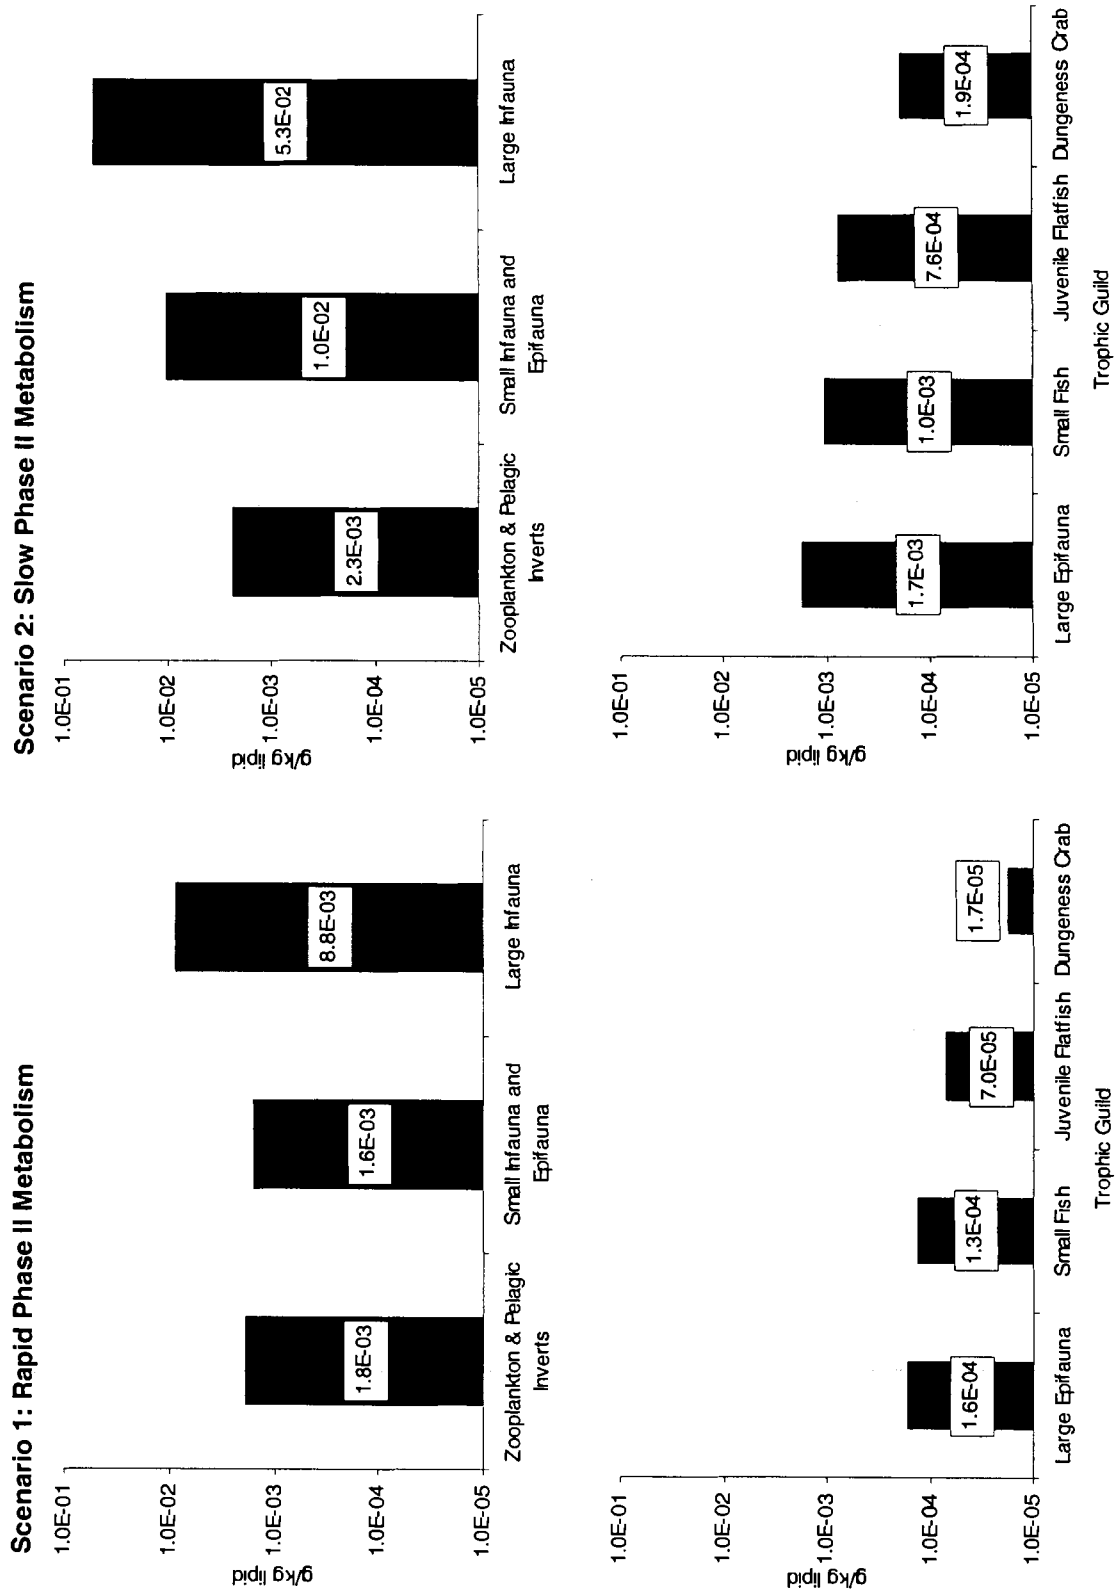 Scenario 1: Rapid Phase II Metabolism
1.0E-01
1.0E-02
1.0E-03
1.0E-04
1.0E-05
g/kg lipid
1.8E-03
1.6E-03
8.8E-03
Zooplankton & Pelagic
Inverts
Small Infauna and
Epifauna
Large Infauna
1.0E-01
1.0E-02
1.0E-03
1.0E-04
1.0E-05
g/kg lipid
1.6E-04
1.3E-04
7.0E-05
1.7E-05
Large Epifauna
Small Fish
Juvenile Flatfish
Dungeness Crab
Trophic Guild
Scenario 2: Slow Phase II Metabolism
1.0E-01
1.0E-02
1.0E-03
1.0E-04
1.0E-05
g/kg lipid
2.3E-03
1.0E-02
5.3E-02
Zooplankton & Pelagic
Inverts
Small Infauna and
Epifauna
Large Infauna
1.0E-01
1.0E-02
1.0E-03
1.0E-04
1.0E-05
g/kg lipid
1.7E-03
1.0E-03
7.6E-04
1.9E-04
Large Epifauna
Small Fish
Juvenile Flatfish
Dungeness Crab
Trophic Guild